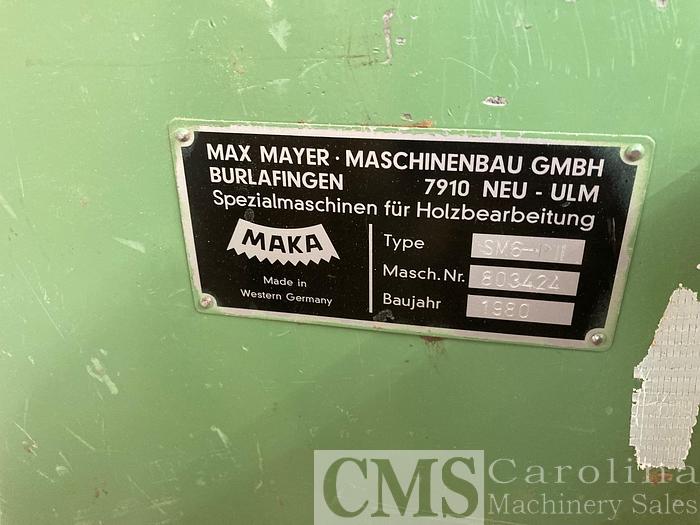 MAX MAYER · MASCHINENBAU GMBH
BURLAFINGEN 7910 NEU - ULM
Spezialmaschinen für Holzbearbeitung
MAKA
Made in
Western Germany
Type
Masch. Nr. 803424
Baujahr 1980
CMS Carolina
Machinery Sales